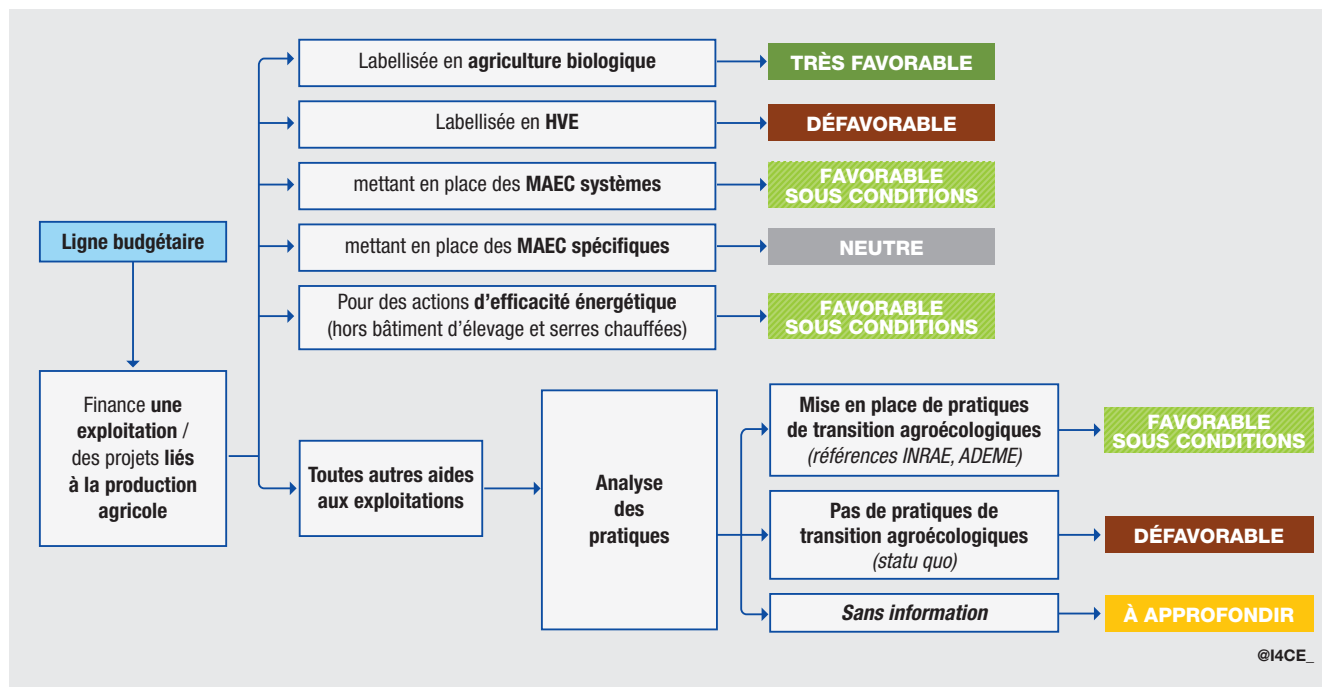 Labellisée en agriculture biologique
TRÈS FAVORABLE
Labellisée en HVE
DÉFAVORABLE
mettant en place des MAEC systèmes
FAVORABLE
SOUS CONDITIONS
Ligne budgétaire
mettant en place des MAEC spécifiques
NEUTRE
Pour des actions d'efficacité énergétique
(hors bâtiment d'élevage et serres chauffées)
FAVORABLE
SOUS CONDITIONS
Finance une
exploitation /
des projets liés
à la production
agricole
Toutes autres aides
aux exploitations
Analyse
des
pratiques
Mise en place de pratiques
de transition agroécologiques
(références INRAE, ADEME)
FAVORABLE
SOUS CONDITIONS
Pas de pratiques de
transition agroécologiques
(statu quo)
DÉFAVORABLE
Sans information
À APPROFONDIR
@I4CE_